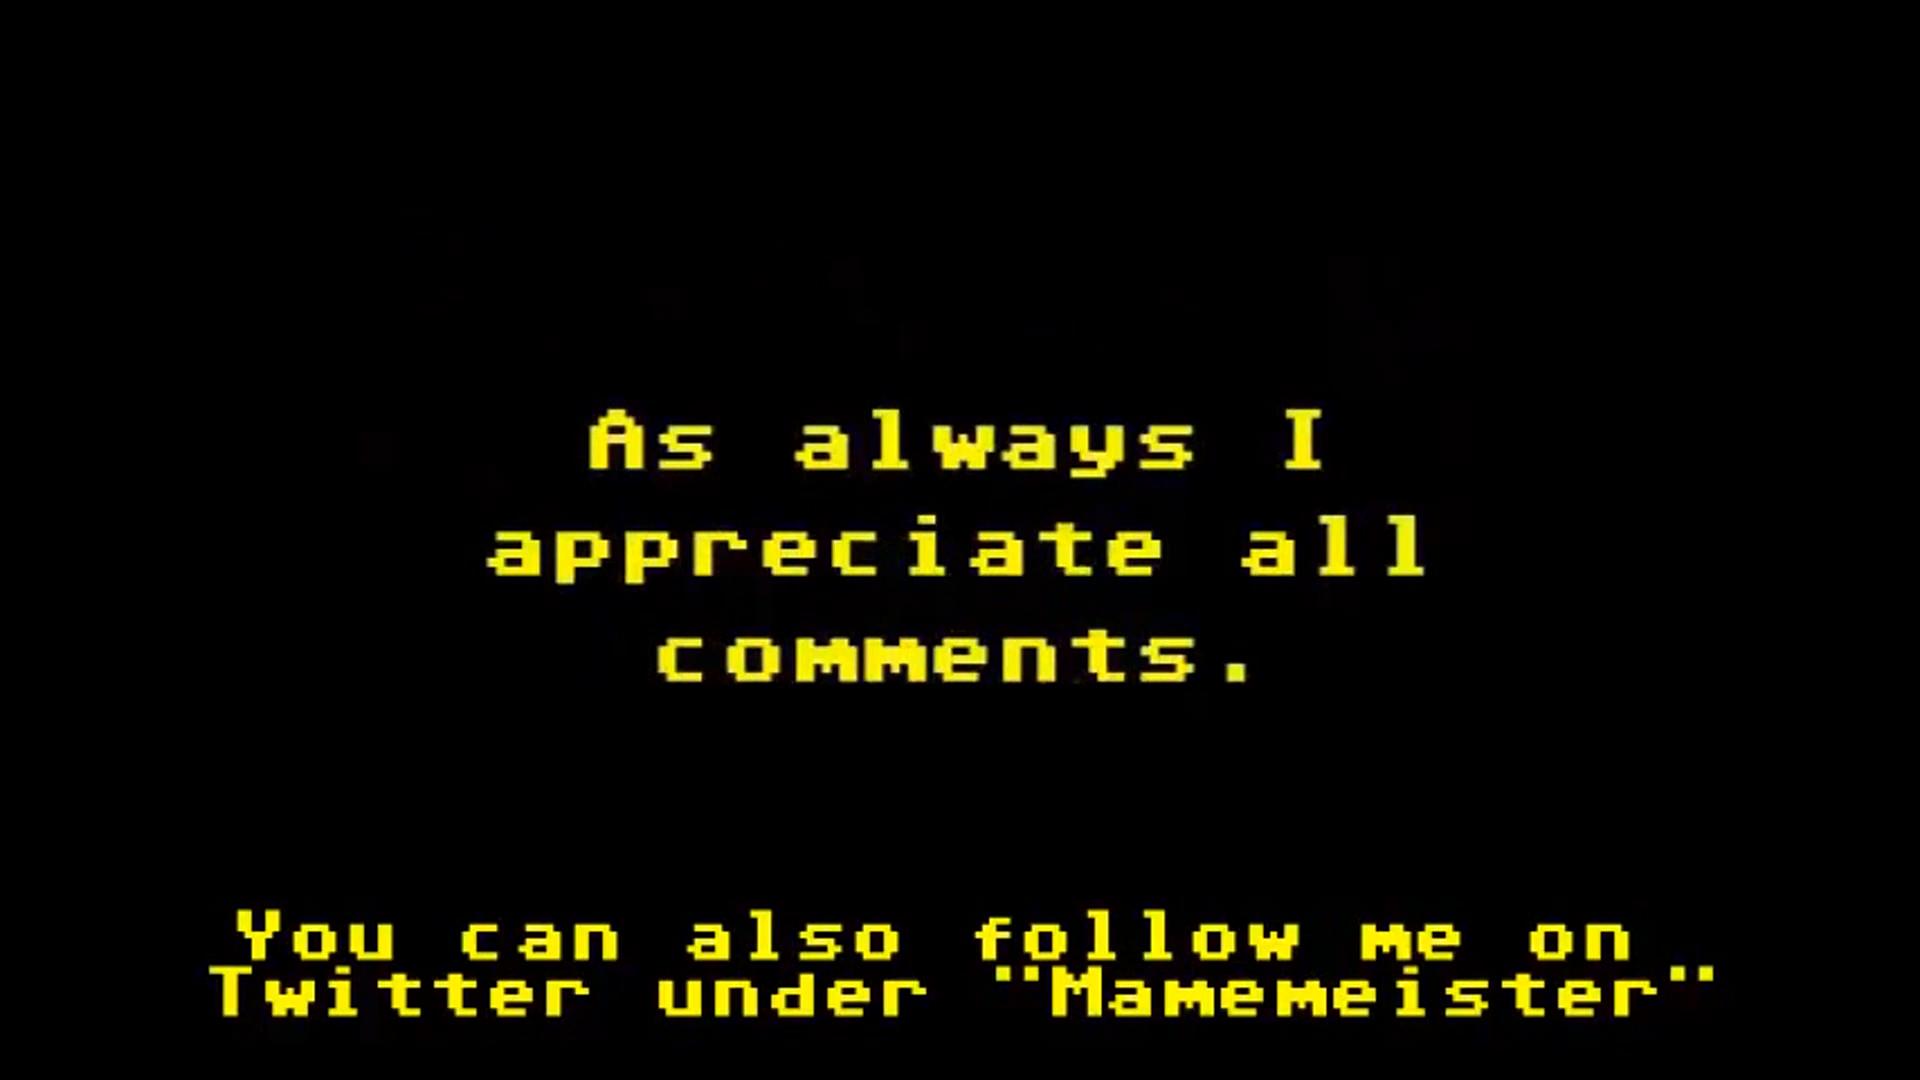 As always I
appreciate all
comments.
You can also follow me on
Twitter under "Mamemeister"